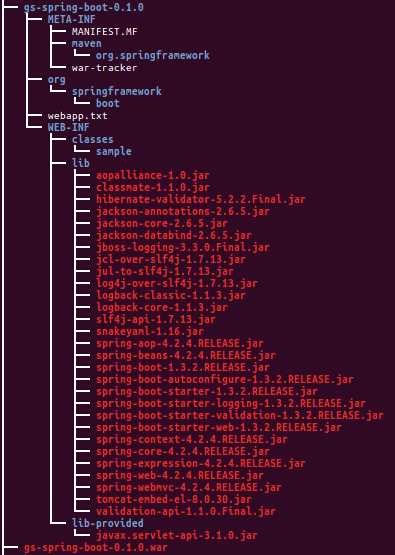 gs-spring-boot-0.1.0
META-INF
MANIFEST.MF
maven
org.springframework
war-tracker
org
springframework
boot
webapp.txt
WEB-INF
classes
sample
lib
aopalliance-1.0.jar
classmate-1.1.0.jar
hibernate-validator-5.2.2.Final.jar
jackson-annotations-2.6.5.jar
jackson-core-2.6.5.jar
jackson-databind-2.6.5.jar
jboss-logging-3.3.0.Final.jar
jcl-over-slf4j-1.7.13.jar
jul-to-slf4j-1.7.13.jar
log4j-over-slf4j-1.7.13.jar
logback-classic-1.1.3.jar
logback-core-1.1.3.jar
slf4j-api-1.7.13.jar
snakeyaml-1.16.jar
spring-aop-4.2.4.RELEASE.jar
spring-beans-4.2.4.RELEASE.jar
spring-boot-1.3.2.RELEASE.jar
spring-boot-autoconfigure-1.3.2.RELEASE.jar
spring-boot-starter-1.3.2.RELEASE.jar
spring-boot-starter-logging-1.3.2.RELEASE.jar
spring-boot-starter-validation-1.3.2.RELEASE.jar
spring-boot-starter-web-1.3.2.RELEASE.jar
spring-context-4.2.4.RELEASE.jar
spring-core-4.2.4.RELEASE.jar
spring-expression-4.2.4.RELEASE.jar
spring-web-4.2.4.RELEASE.jar
spring-webmvc-4.2.4.RELEASE.jar
tomcat-embed-el-8.0.30.jar
validation-api-1.1.0.Final.jar
lib-provided
javax.servlet-api-3.1.0.jar
gs-spring-boot-0.1.0.war